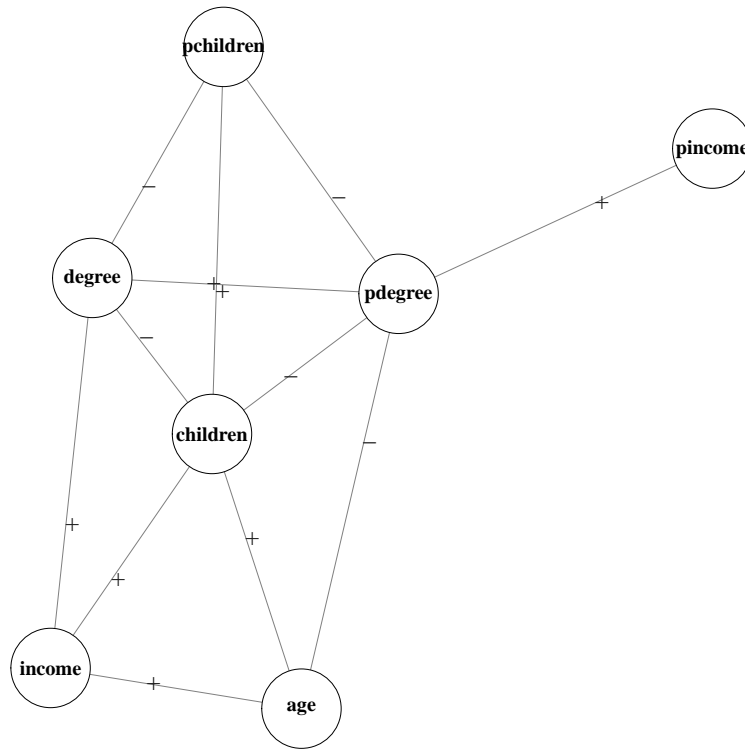 pchildren
pincome
−
−
+
degree
+
+
pdegree
−
−
−
children
+
+
+
income
+
age